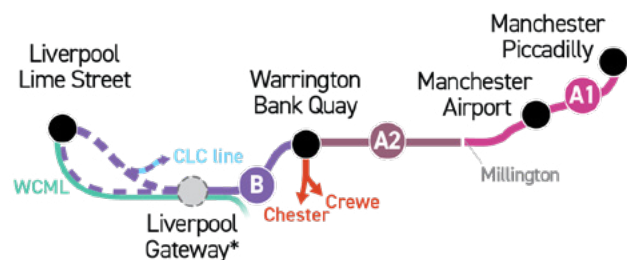 Liverpool
Lime Street
Warrington
Bank Quay
Manchester
Piccadilly
Manchester
Airport
A1
A2
CLC line
WCML
B
Millington
Crewe
Chester
Liverpool
Gateway*